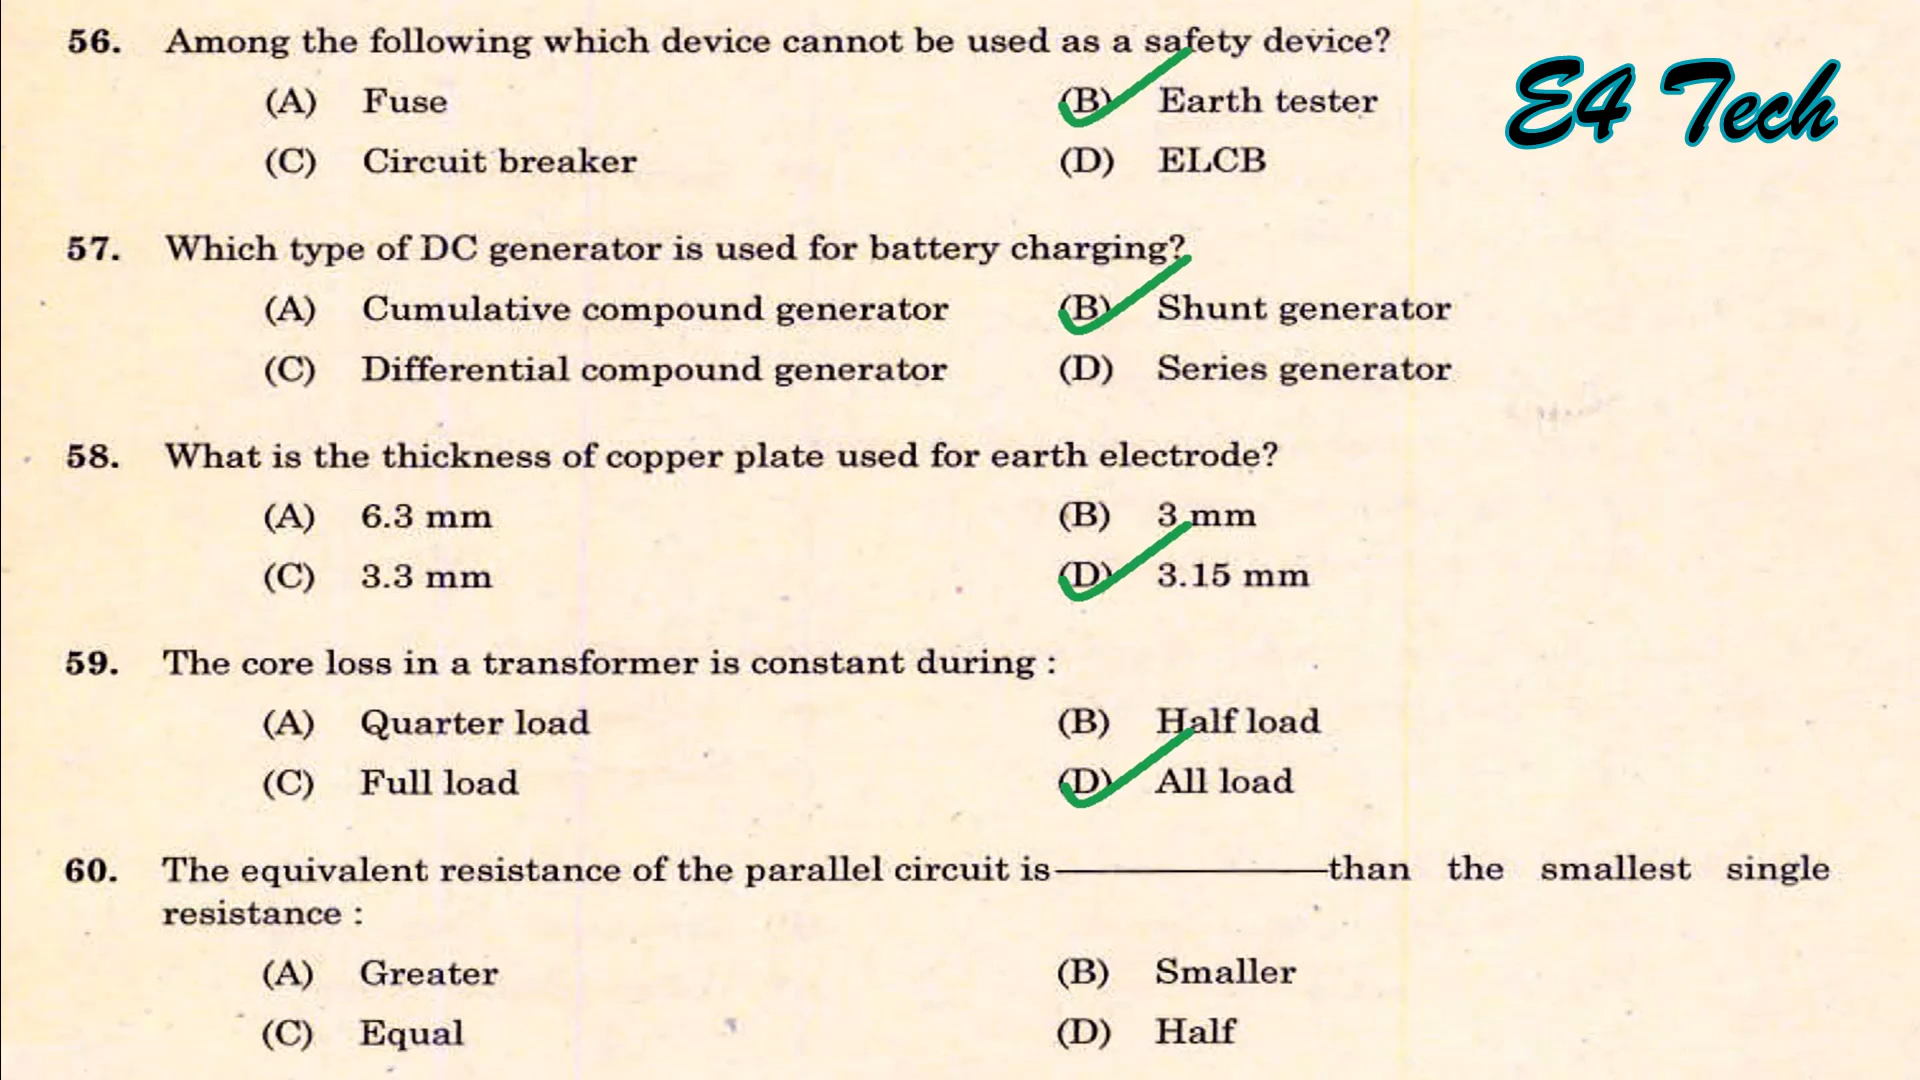 56. Among the following which device cannot be used as a safety device?
E4 Tech
(A) Fuse (B) Earth tester
(C) Circuit breaker (D) ELCB
57. Which type of DC generator is used for battery charging?
(A) Cumulative compound generator (B) Shunt generator
(C) Differential compound generator (D) Series generator
58. What is the thickness of copper plate used for earth electrode?
(A) 6.3 mm (B) 3 mm
(C) 3.3 mm (D) 3.15 mm
59. The core loss in a transformer is constant during :
(A) Quarter load (B) Half load
(C) Full load (D) All load
60. The equivalent resistance of the parallel circuit is————————than the smallest single
resistance :
(A) Greater (B) Smaller
(C) Equal (D) Half